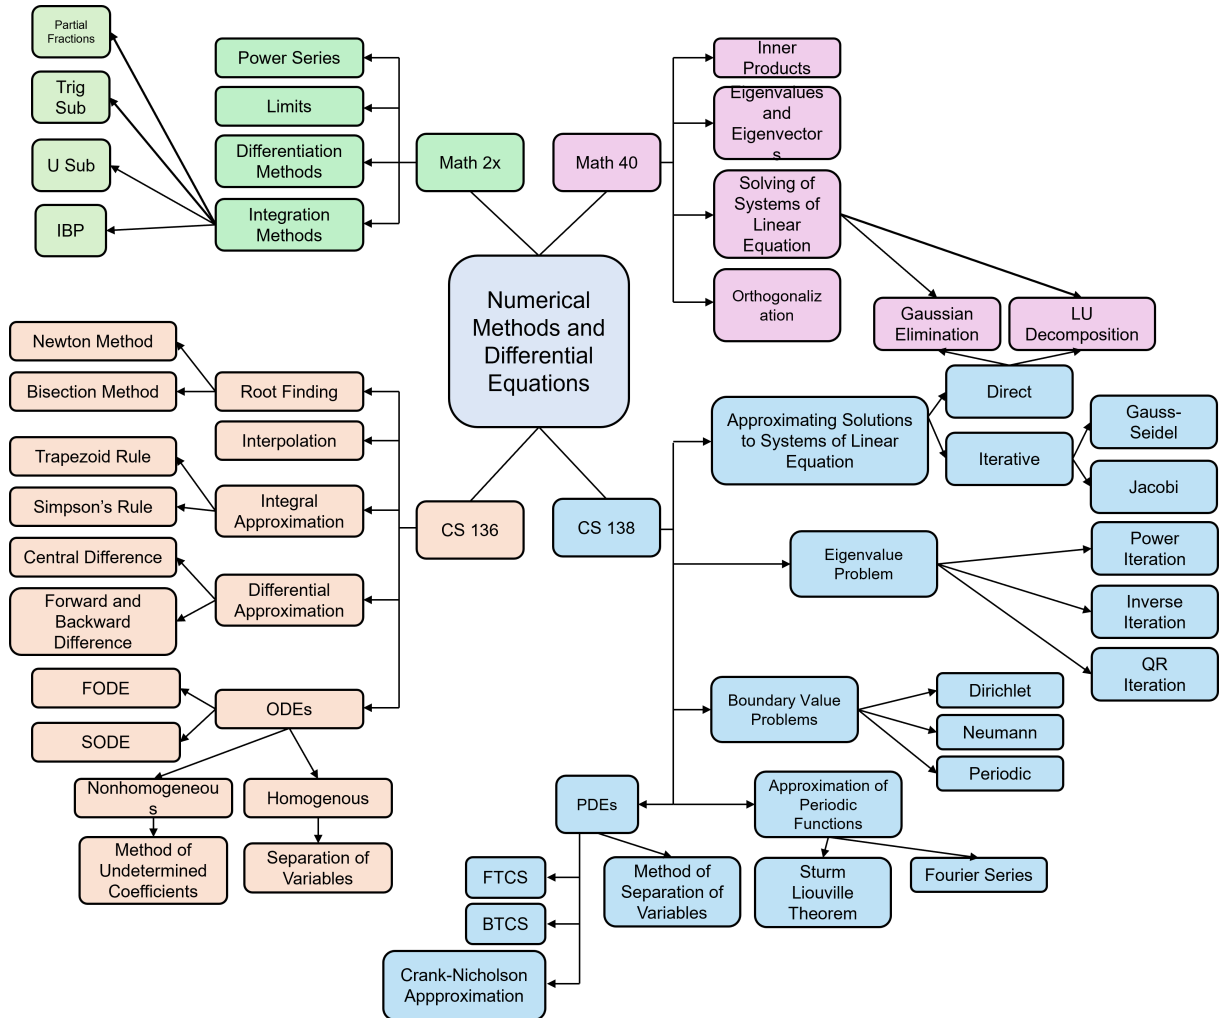 Partial
Fractions
Trig
Sub
U Sub
IBP
Power Series
Limits
Differentiation
Methods
Integration
Methods
Math 2x
Math 40
Inner
Products
Eigenvalues
and
Eigenvector
s
Solving of
Systems of
Linear
Equation
Orthogonaliz
ation
Gaussian
Elimination
LU
Decomposition
Numerical
Methods and
Differential
Equations
Newton Method
Bisection Method
Root Finding
Interpolation
Trapezoid Rule
Simpson’s Rule
Integral
Approximation
Central Difference
Forward and
Backward
Difference
Differential
Approximation
FODE
SODE
ODEs
Nonhomogeneou
s
Homogenous
Method of
Undetermined
Coefficients
Separation of
Variables
CS 136
CS 138
Approximating Solutions
to Systems of Linear
Equation
Direct
Iterative
Gauss-
Seidel
Jacobi
Eigenvalue
Problem
Power
Iteration
Inverse
Iteration
QR
Iteration
Boundary Value
Problems
Dirichlet
Neumann
Periodic
PDEs
Approximation of
Periodic
Functions
FTCS
BTCS
Crank-Nicholson
Appproximation
Method of
Separation of
Variables
Sturm
Liouville
Theorem
Fourier Series